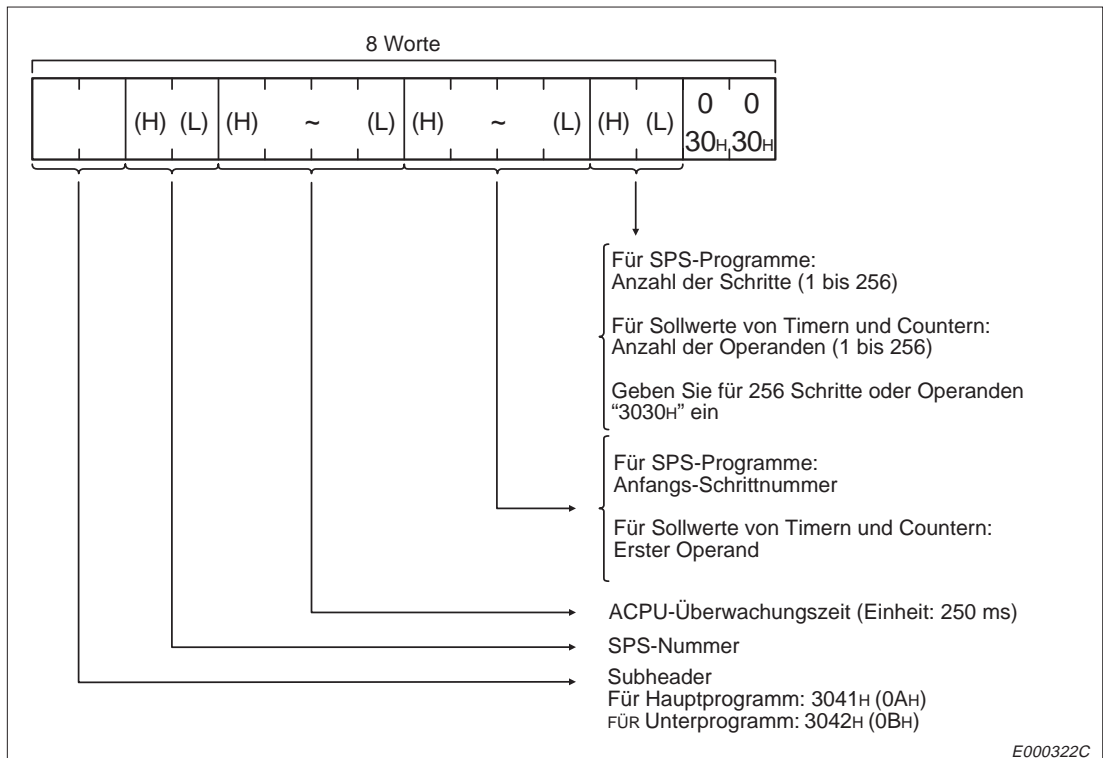 8 Worte
(H) (L) (H) ~ (L) (H) ~ (L) (H) (L) 0 0
30H 30H
Für SPS-Programme:
Anzahl der Schritte (1 bis 256)
Für Sollwerte von Timern und Countern:
Anzahl der Operanden (1 bis 256)
Geben Sie für 256 Schritte oder Operanden
“3030H” ein
Für SPS-Programme:
Anfangs-Schrittnummer
Für Sollwerte von Timern und Countern:
Erster Operand
ACPU-Überwachungszeit (Einheit: 250 ms)
SPS-Nummer
Subheader
Für Hauptprogramm: 3041H (0AH)
FÜR Unterprogramm: 3042H (0BH)
E000322C